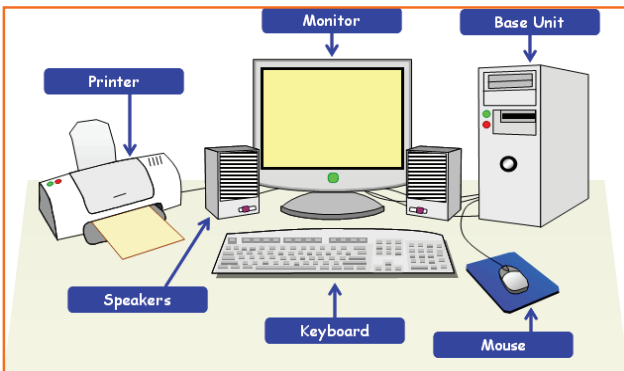 Monitor
Base Unit
Printer
Speakers
Keyboard
Mouse